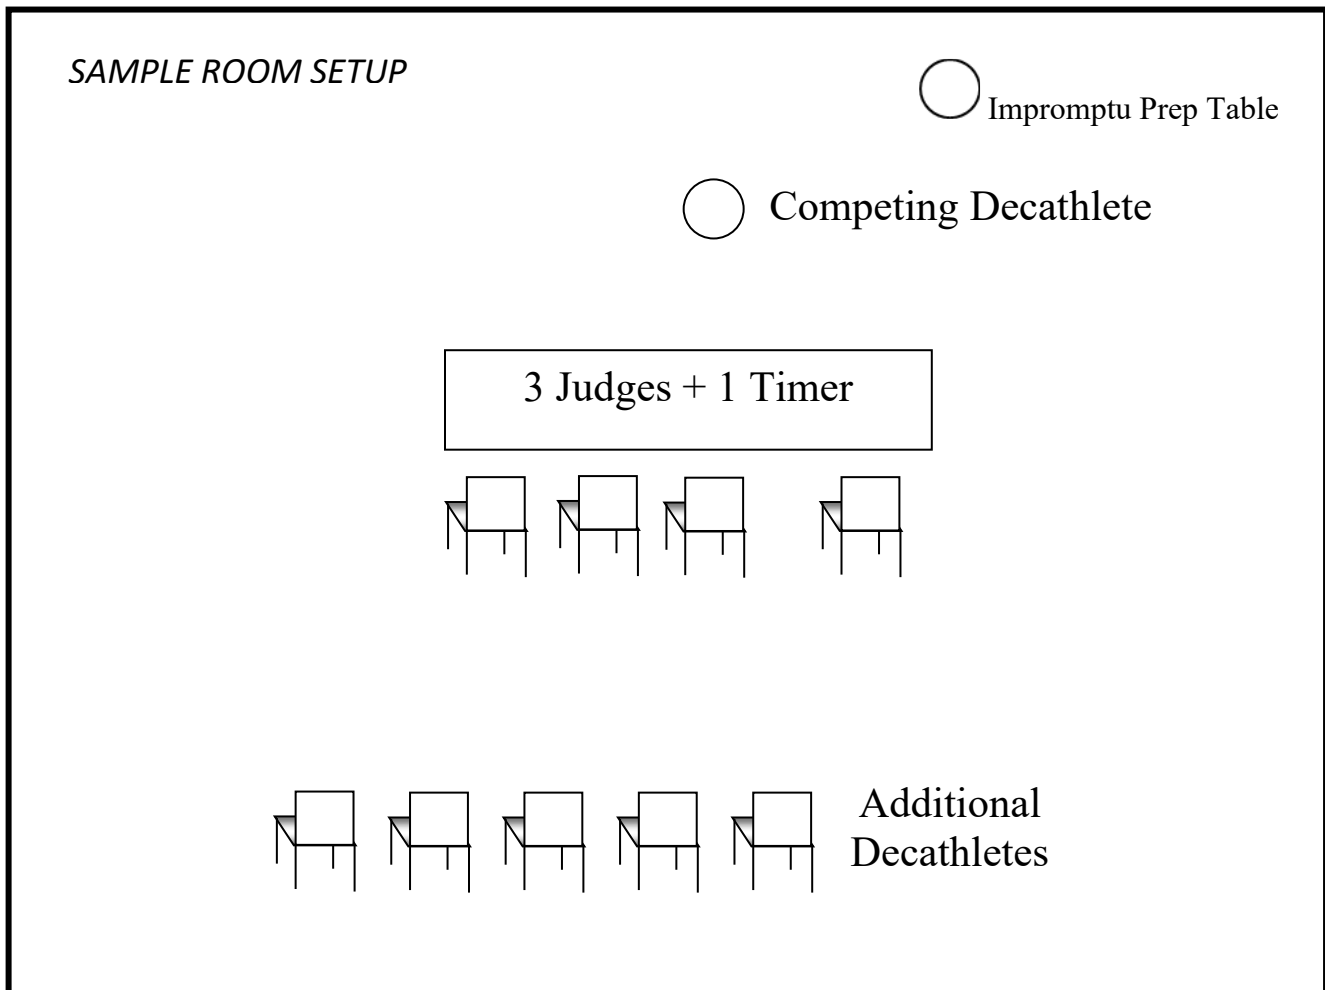 SAMPLE ROOM SETUP
Impromptu Prep Table
Competing Decathlete
3 Judges + 1 Timer
Additional
Decathletes